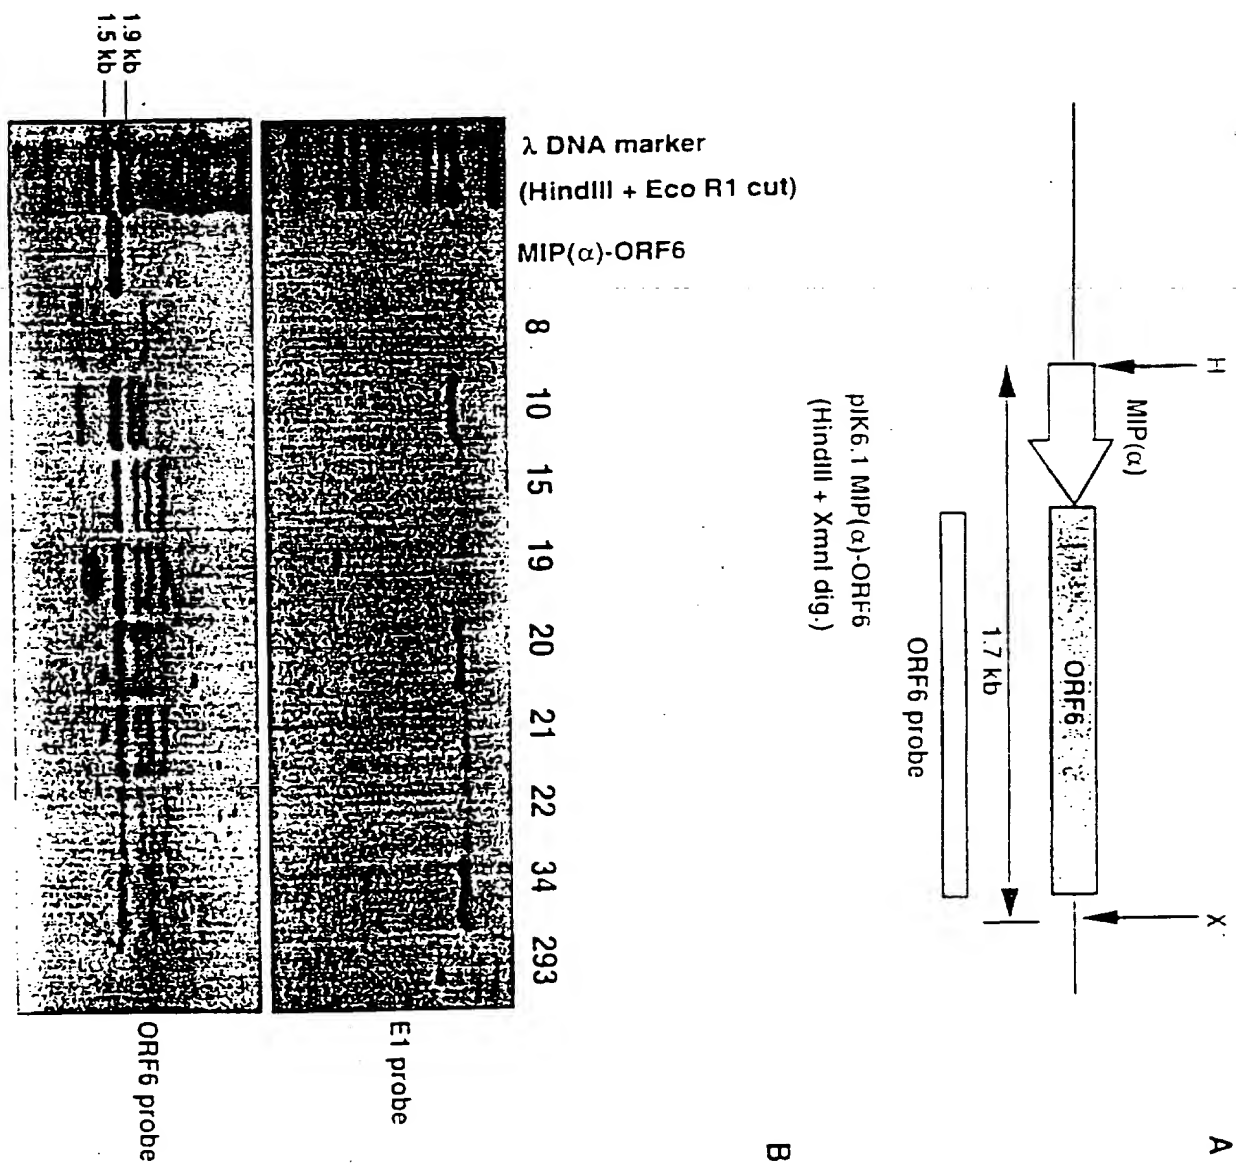 A
H
X
MIP(α)
ORF6
1.7 kb
ORF6 probe
pIK6.1 MIP(α)-ORF6
(HindIII + XmnI dig.)
B
λ DNA marker
(HindIII + Eco R1 cut)
MIP(α)-ORF6
8
10
15
19
20
21
22
34
293
E1 probe
1.9 kb
1.5 kb
ORF6 probe